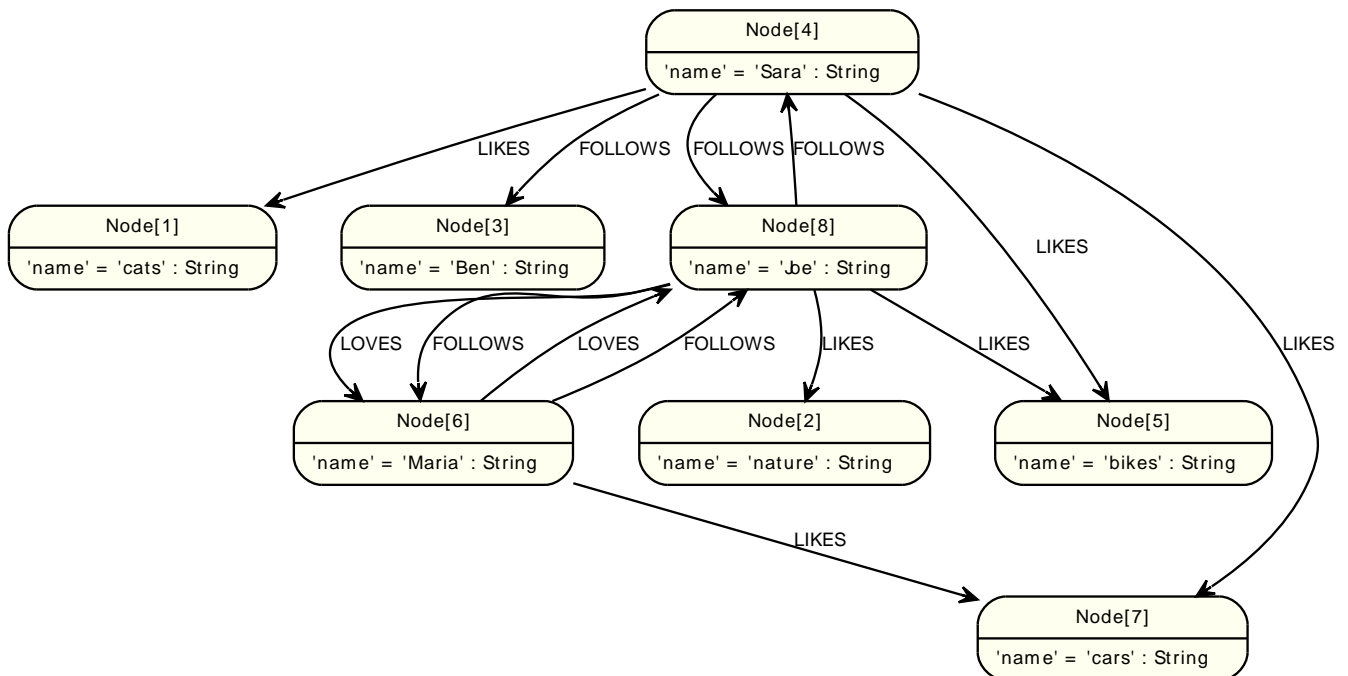 Node[4]
'name' = 'Sara' : String
LIKES
FOLLOWS
FOLLOWS
FOLLOWS
Node[1]
'name' = 'cats' : String
Node[3]
'name' = 'Ben' : String
Node[8]
'name' = 'Joe' : String
LIKES
LOVES
FOLLOWS
LOVES
FOLLOWS
LIKES
LIKES
LIKES
Node[6]
'name' = 'Maria' : String
Node[2]
'name' = 'nature' : String
Node[5]
'name' = 'bikes' : String
LIKES
Node[7]
'name' = 'cars' : String